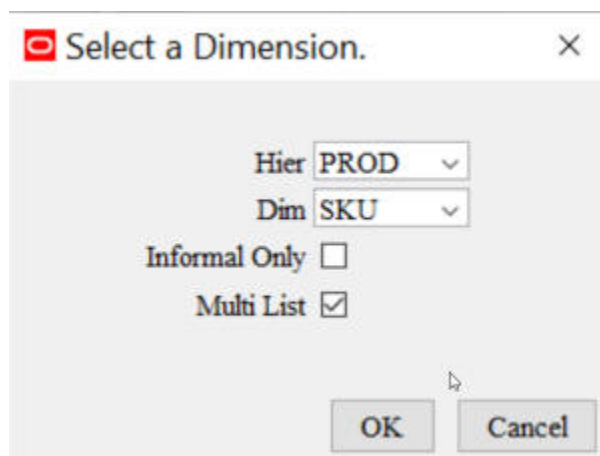 Select a Dimension.
Hier PROD
Dim SKU
Informal Only
Multi List
OK Cancel